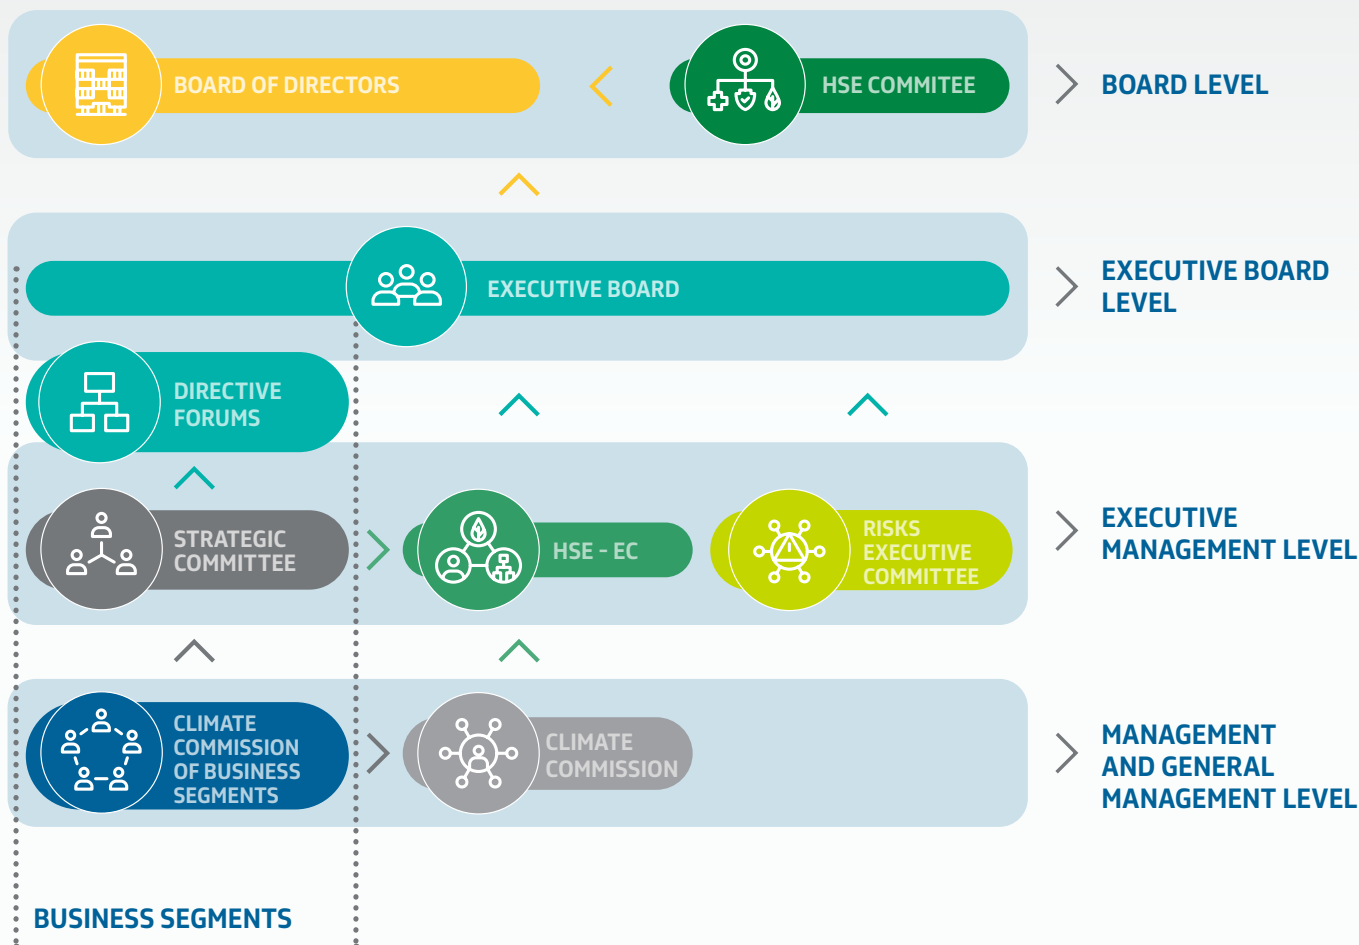 BOARD OF DIRECTORS
HSE COMMITEE
BOARD LEVEL
EXECUTIVE BOARD
EXECUTIVE BOARD
LEVEL
DIRECTIVE
FORUMS
STRATEGIC
COMMITTEE
HSE - EC
RISKS
EXECUTIVE
COMMITTEE
EXECUTIVE
MANAGEMENT LEVEL
CLIMATE
COMMISSION
OF BUSINESS
SEGMENTS
CLIMATE
COMMISSION
MANAGEMENT
AND GENERAL
MANAGEMENT LEVEL
BUSINESS SEGMENTS